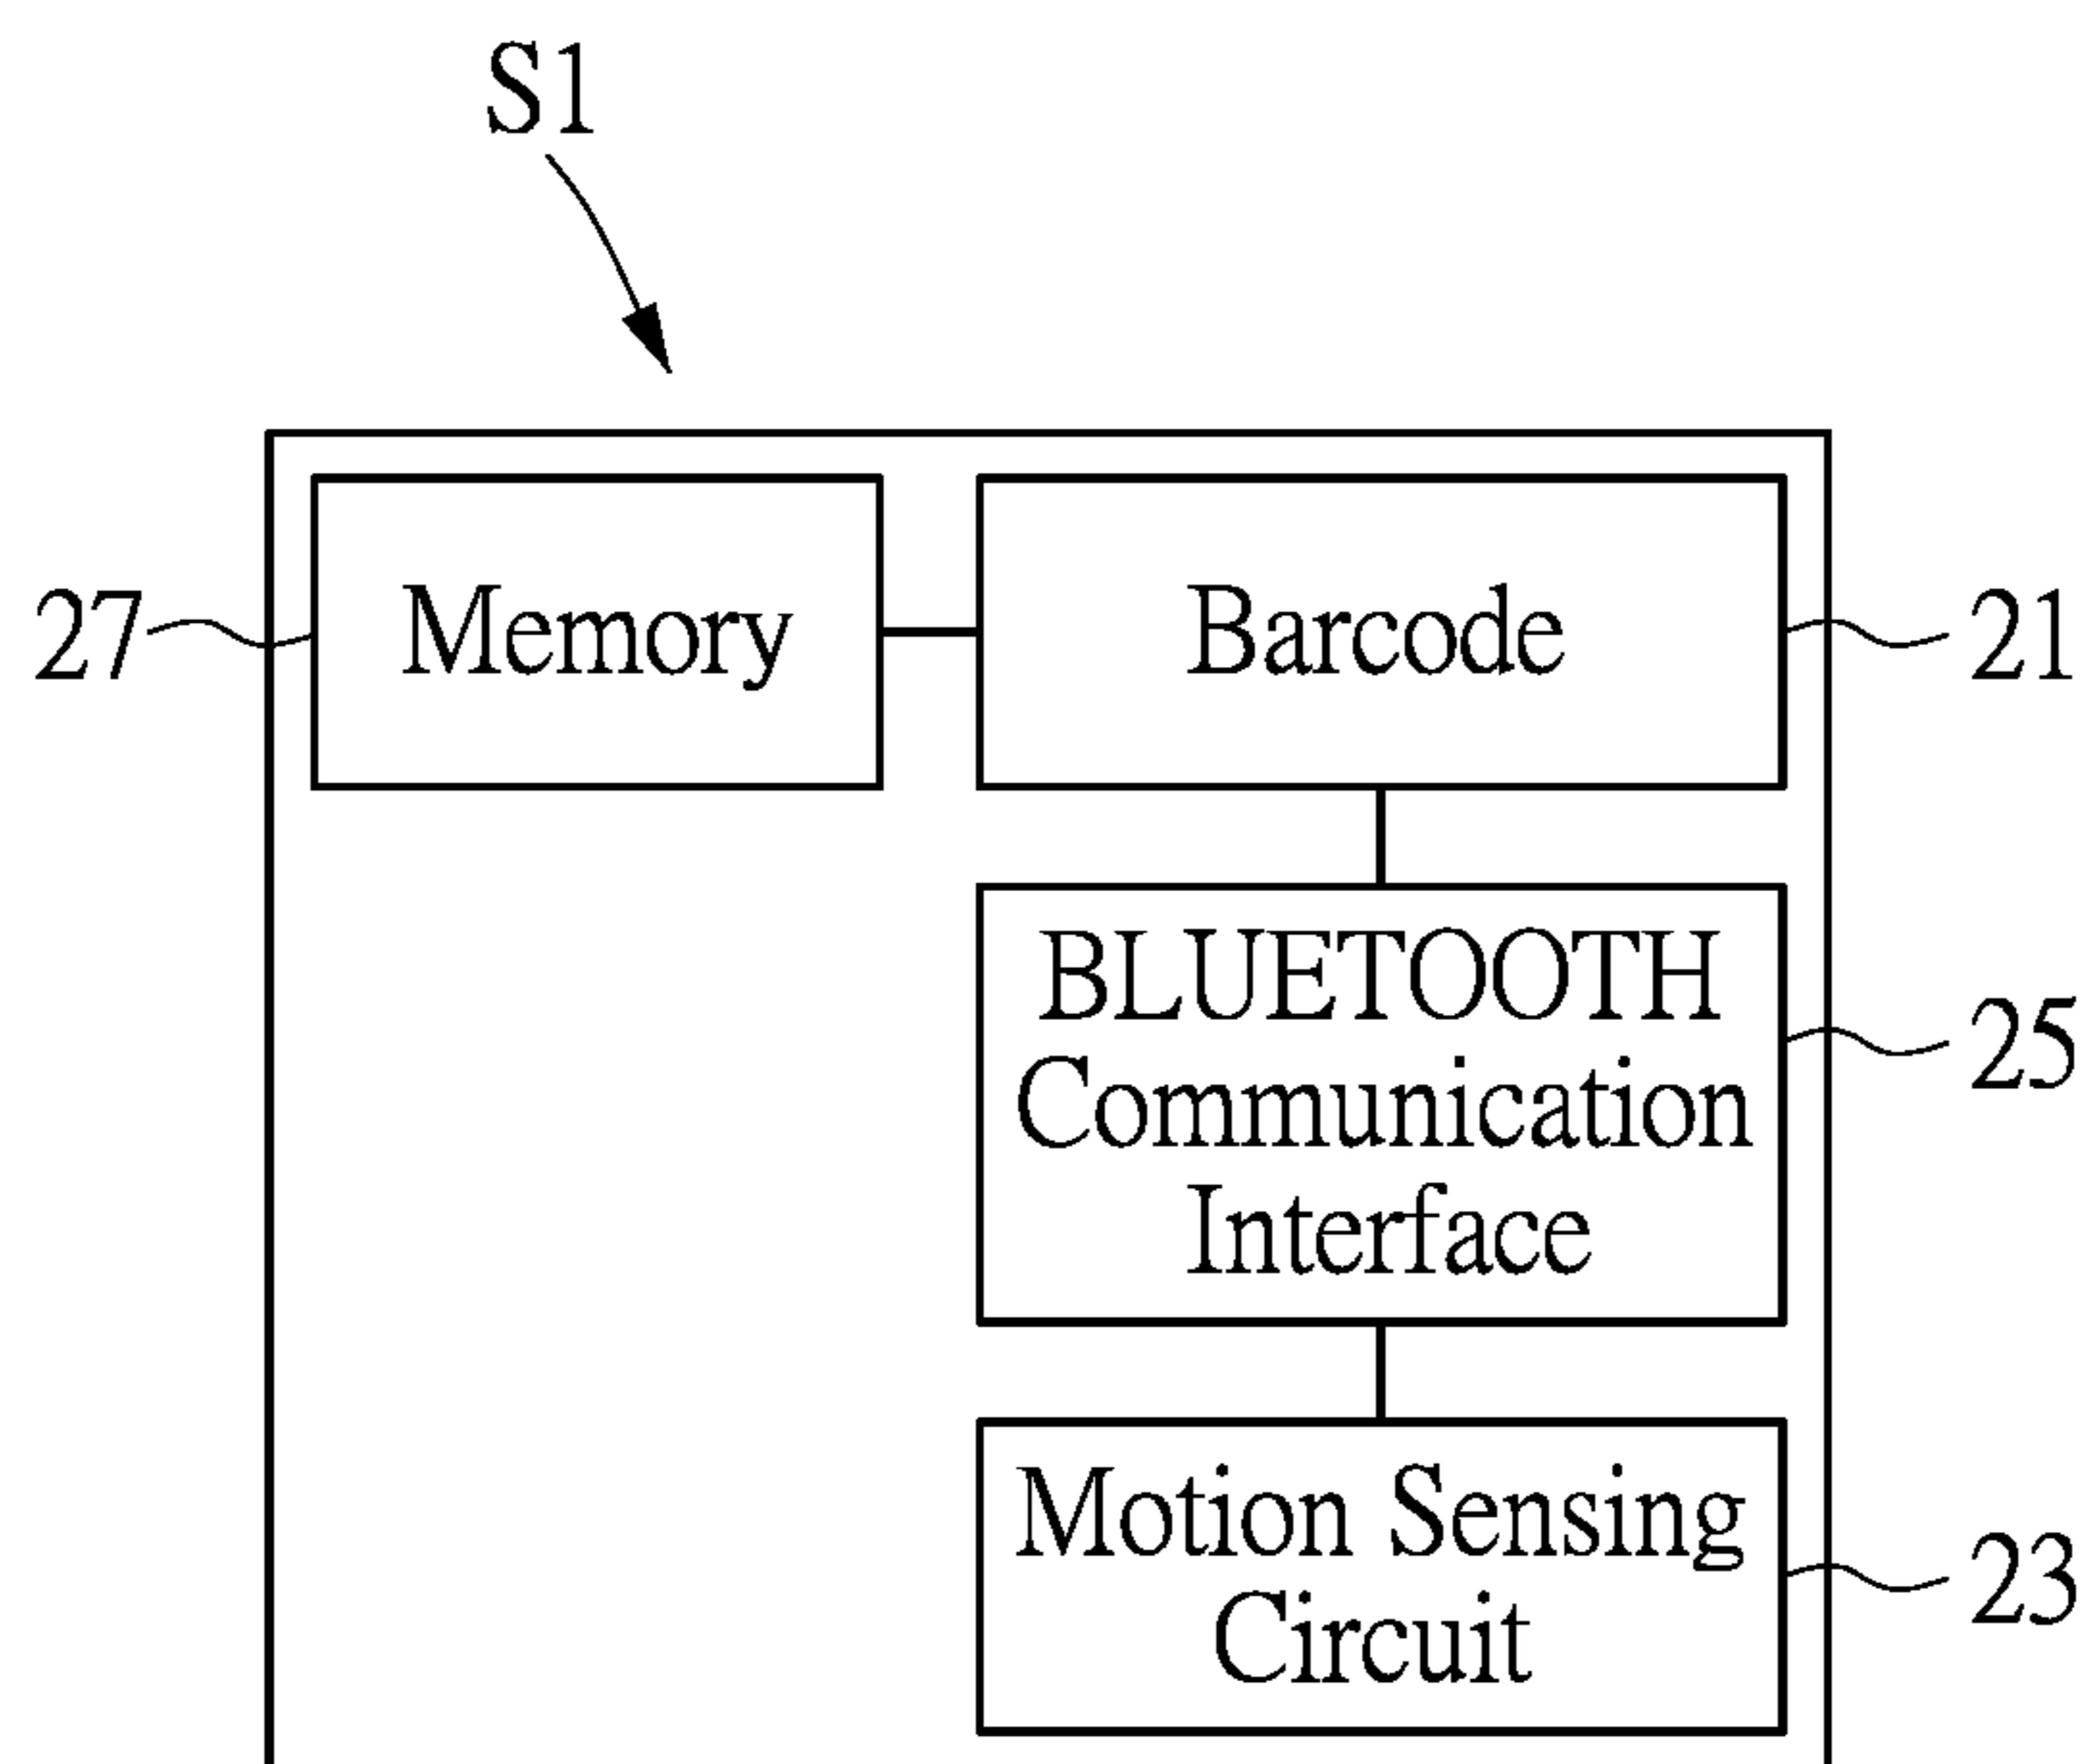 S1
27
Memory
Barcode
21
BLUETOOTH
Communication
Interface
25
Motion Sensing
Circuit
23